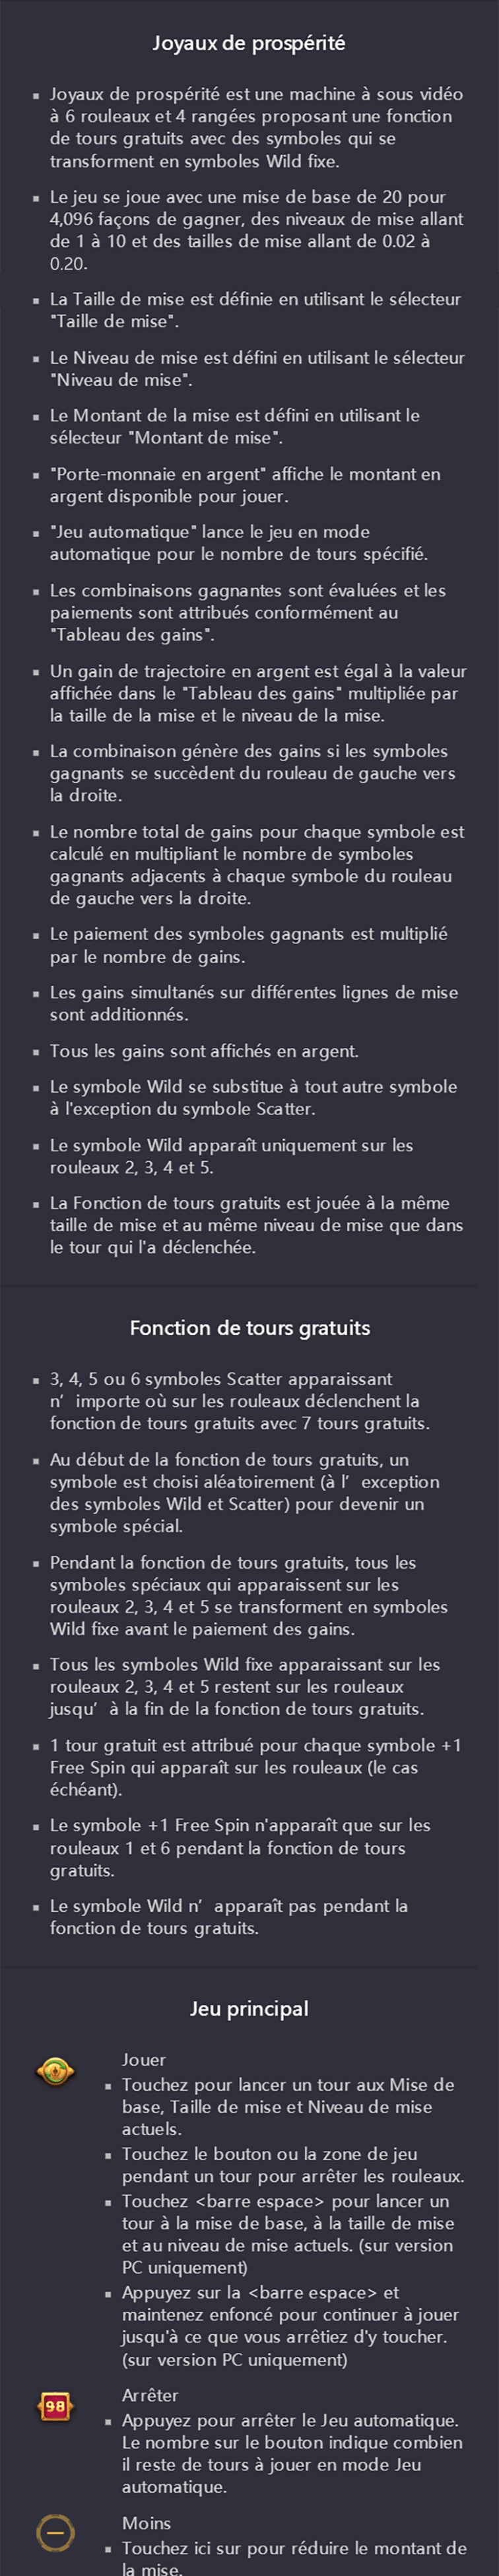 Joyaux de prospérité
▪ Joyaux de prospérité est une machine à sous vidéo
à 6 rouleaux et 4 rangées proposant une fonction
de tours gratuits avec des symboles qui se
transforment en symboles Wild fixe.
▪ Le jeu se joue avec une mise de base de 20 pour
4,096 façons de gagner, des niveaux de mise allant
de 1 à 10 et des tailles de mise allant de 0.02 à
0.20.
▪ La Taille de mise est définie en utilisant le sélecteur
"Taille de mise".
▪ Le Niveau de mise est défini en utilisant le sélecteur
"Niveau de mise".
▪ Le Montant de la mise est défini en utilisant le
sélecteur "Montant de mise".
▪ "Porte-monnaie en argent" affiche le montant en
argent disponible pour jouer.
▪ "Jeu automatique" lance le jeu en mode
automatique pour le nombre de tours spécifié.
▪ Les combinaisons gagnantes sont évaluées et les
paiements sont attribués conformément au
"Tableau des gains".
▪ Un gain de trajectoire en argent est égal à la valeur
affichée dans le "Tableau des gains" multipliée par
la taille de la mise et le niveau de la mise.
▪ La combinaison génère des gains si les symboles
gagnants se succèdent du rouleau de gauche vers
la droite.
▪ Le nombre total de gains pour chaque symbole est
calculé en multipliant le nombre de symboles
gagnants adjacents à chaque symbole du rouleau
de gauche vers la droite.
▪ Le paiement des symboles gagnants est multiplié
par le nombre de gains.
▪ Les gains simultanés sur différentes lignes de mise
sont additionnés.
▪ Tous les gains sont affichés en argent.
▪ Le symbole Wild se substitue à tout autre symbole
à l'exception du symbole Scatter.
▪ Le symbole Wild apparaît uniquement sur les
rouleaux 2, 3, 4 et 5.
▪ La Fonction de tours gratuits est jouée à la même
taille de mise et au même niveau de mise que dans
le tour qui l'a déclenchée.
Fonction de tours gratuits
▪ 3, 4, 5 ou 6 symboles Scatter apparaissant
n’importe où sur les rouleaux déclenchent la
fonction de tours gratuits avec 7 tours gratuits.
▪ Au début de la fonction de tours gratuits, un
symbole est choisi aléatoirement (à l’exception
des symboles Wild et Scatter) pour devenir un
symbole spécial.
▪ Pendant la fonction de tours gratuits, tous les
symboles spéciaux qui apparaissent sur les
rouleaux 2, 3, 4 et 5 se transforment en symboles
Wild fixe avant le paiement des gains.
▪ Tous les symboles Wild fixe apparaissant sur les
rouleaux 2, 3, 4 et 5 restent sur les rouleaux
jusqu’à la fin de la fonction de tours gratuits.
▪ 1 tour gratuit est attribué pour chaque symbole +1
Free Spin qui apparaît sur les rouleaux (le cas
échéant).
▪ Le symbole +1 Free Spin n'apparaît que sur les
rouleaux 1 et 6 pendant la fonction de tours
gratuits.
▪ Le symbole Wild n’apparaît pas pendant la
fonction de tours gratuits.
Jeu principal
Jouer
▪ Touchez pour lancer un tour aux Mise de
base, Taille de mise et Niveau de mise
actuels.
▪ Touchez le bouton ou la zone de jeu
pendant un tour pour arrêter les rouleaux.
▪ Touchez <barre espace> pour lancer un
tour à la mise de base, à la taille de mise
et au niveau de mise actuels. (sur version
PC uniquement)
▪ Appuyez sur la <barre espace> et
maintenez enfoncé pour continuer à jouer
jusqu'à ce que vous arrêtiez d'y toucher.
(sur version PC uniquement)
98
Arrêter
▪ Appuyez pour arrêter le Jeu automatique.
Le nombre sur le bouton indique combien
il reste de tours à jouer en mode Jeu
automatique.
Moins
▪ Touchez ici sur pour réduire le montant de
la mise.